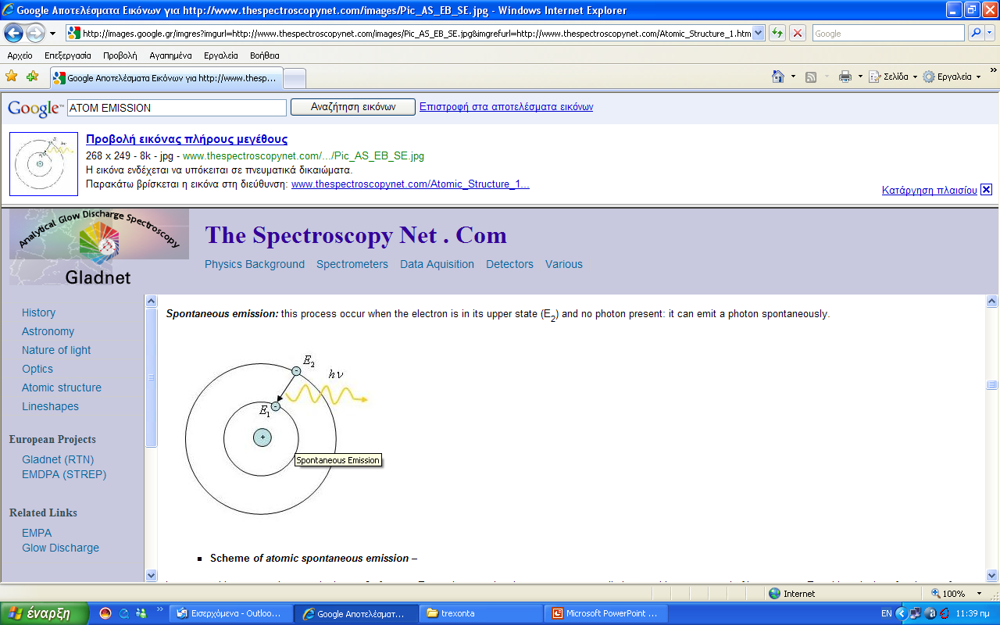 Google Αποτελέσματα Εικόνων για http://www.thespectroscopynet.com/images/Pic_AS_EB_SE.jpg - Windows Internet Explorer
http://images.google.gr/imgres?imgurl=http://www.thespectroscopynet.com/images/Pic_AS_EB_SE.jpg&imgrefurl=http://www.thespectroscopynet.com/Atomic_Structure_1.htm
Google
Αρχείο Επεξεργασία Προβολή Αγαπημένα Εργαλεία Βοήθεια
Google Αποτελέσματα Εικόνων για http://www.thesp...
Σελίδα Εργαλεία
Google™ ATOM EMISSION Αναζήτηση εικόνων Επιστροφή στα αποτελέσματα εικόνων
Προβολή εικόνας πλήρους μεγέθους
268 x 249 - 8k - jpg - www.thespectroscopynet.com/.../Pic_AS_EB_SE.jpg
Η εικόνα ενδέχεται να υπόκειται σε πνευματικά δικαιώματα.
Παρακάτω βρίσκεται η εικόνα στη διεύθυνση: www.thespectroscopynet.com/Atomic_Structure_1...
Κατάργηση πλαισίου
Analytical Glow Discharge Spectroscopy
Gladnet
The Spectroscopy Net . Com
Physics Background Spectrometers Data Aquisition Detectors Various
History
Astronomy
Nature of light
Optics
Atomic structure
Lineshapes
European Projects
Gladnet (RTN)
EMDPA (STREP)
Related Links
EMPA
Glow Discharge
Spontaneous emission: this process occur when the electron is in its upper state (E2) and no photon present: it can emit a photon spontaneously.
E2
hν
E1
+
Spontaneous Emission
Scheme of atomic spontaneous emission –
Internet 100%
έναρξη
Εισερχόμενα - Outloo...
Google Αποτελέσματ...
trexonta
Microsoft PowerPoint ...
EN
11:39 πμ